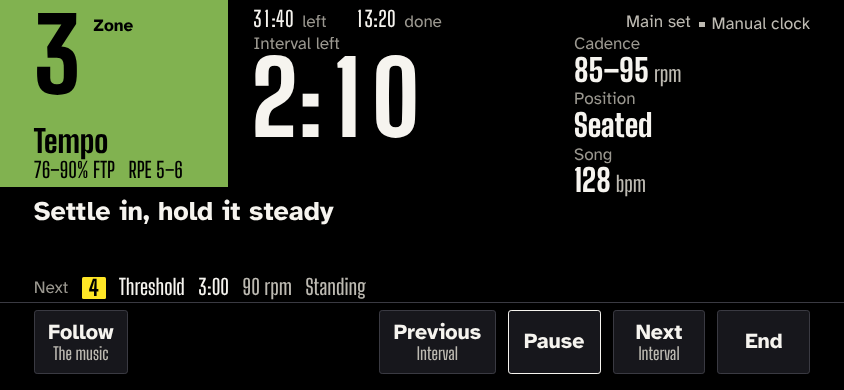 3 Zone
Tempo
76–90% FTP RPE 5–6
31:40 left 13:20 done
Interval left
2:10
Main set ▪ Manual clock
Cadence
85–95 rpm
Position
Seated
Song
128 bpm
Settle in, hold it steady
Next 4 Threshold 3:00 90 rpm Standing
Follow
The music
Previous
Interval
Pause
Next
Interval
End